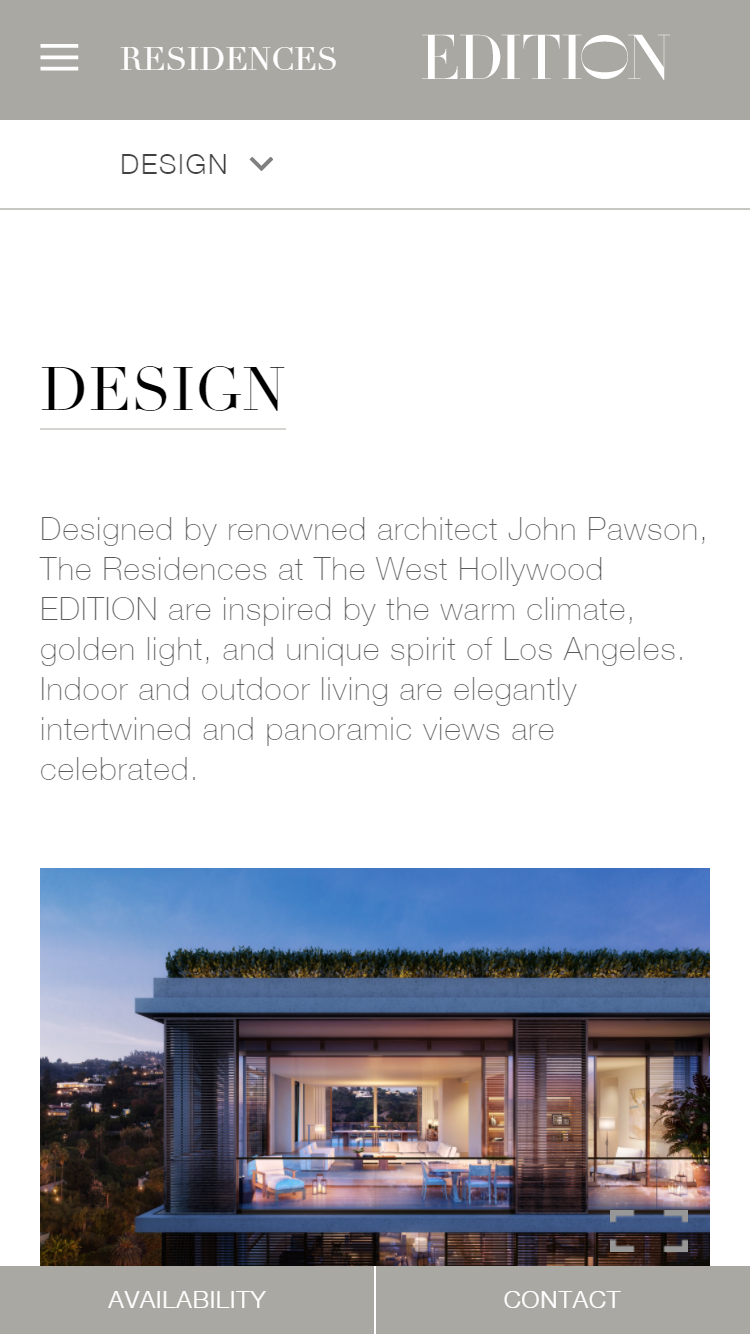 RESIDENCES EDITION
DESIGN
DESIGN
Designed by renowned architect John Pawson,
The Residences at The West Hollywood
EDITION are inspired by the warm climate,
golden light, and unique spirit of Los Angeles.
Indoor and outdoor living are elegantly
intertwined and panoramic views are
celebrated.
AVAILABILITY CONTACT